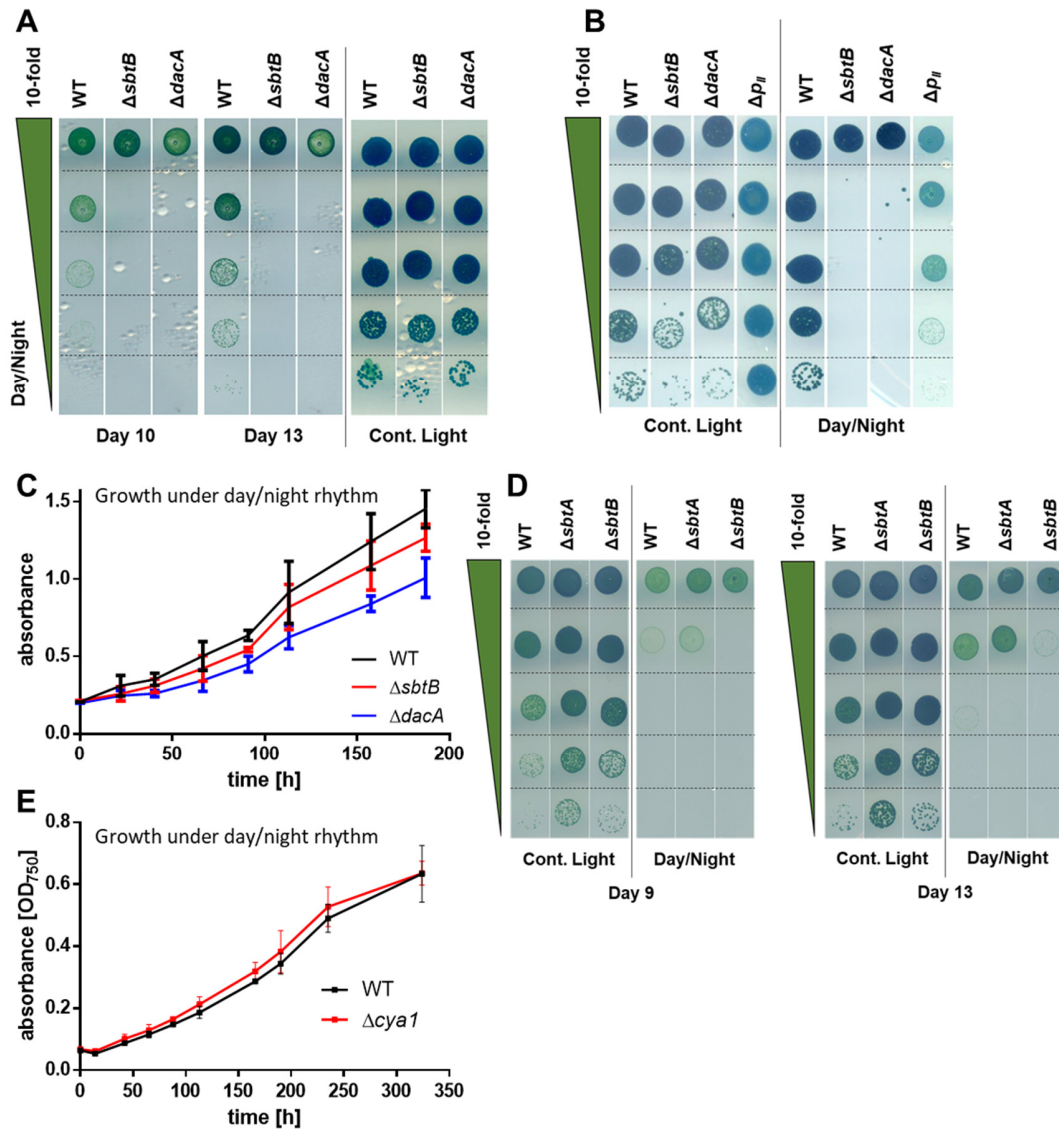 A
10-fold
WT
ΔsbtB
ΔdacA
WT
ΔsbtB
ΔdacA
WT
ΔsbtB
ΔdacA
Day/Night
Day 10
Day 13
Cont. Light
B
10-fold
WT
ΔsbtB
ΔdacA
ΔpII
WT
ΔsbtB
ΔdacA
ΔpII
Cont. Light
Day/Night
C
Growth under day/night rhythm
absorbance
1.5
1.0
0.5
0.0
WT
ΔsbtB
ΔdacA
0
50
100
150
200
time [h]
D
10-fold
WT
ΔsbtA
ΔsbtB
WT
ΔsbtA
ΔsbtB
Cont. Light
Day/Night
Day 9
10-fold
WT
ΔsbtA
ΔsbtB
WT
ΔsbtA
ΔsbtB
Cont. Light
Day/Night
Day 13
E
Growth under day/night rhythm
absorbance [OD750]
0.8
0.6
0.4
0.2
0.0
WT
Δcya1
0
50
100
150
200
250
300
350
time [h]